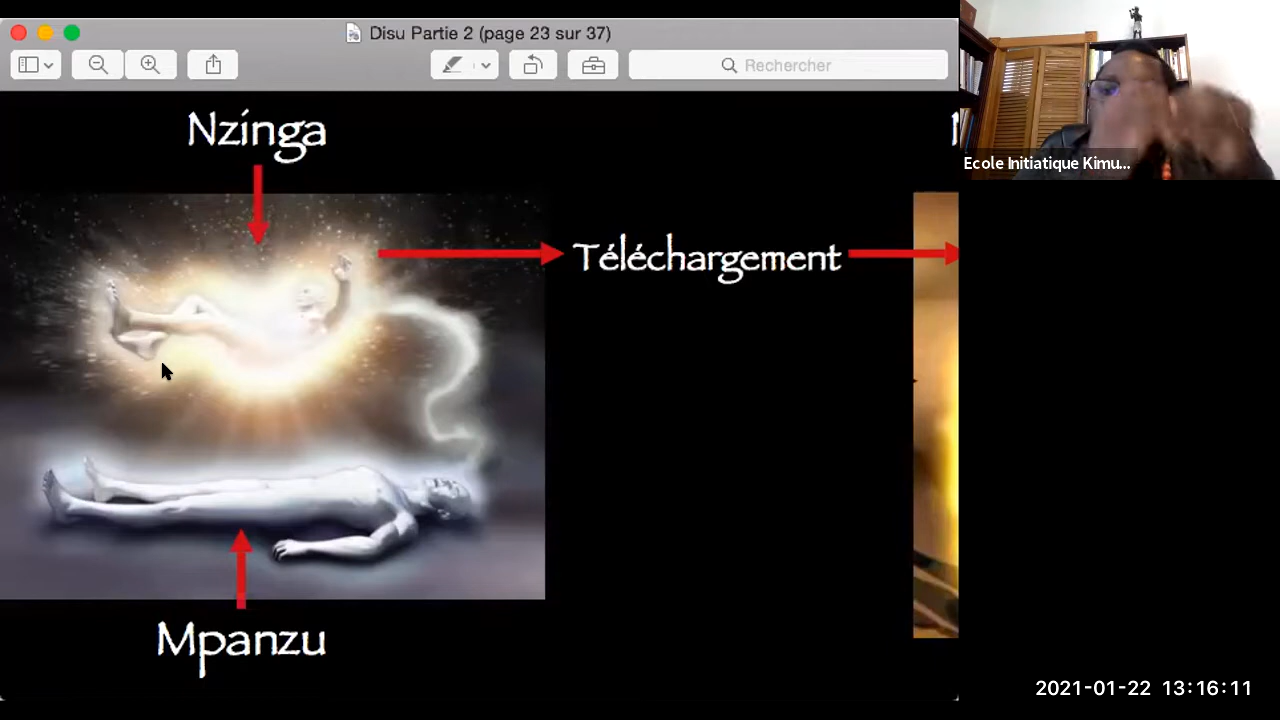 Disu Partie 2 (page 23 sur 37)
Rechercher
Nzinga
Téléchargement
Mpanzu
Ecole Initiatique Kimu...
2021-01-22 13:16:11